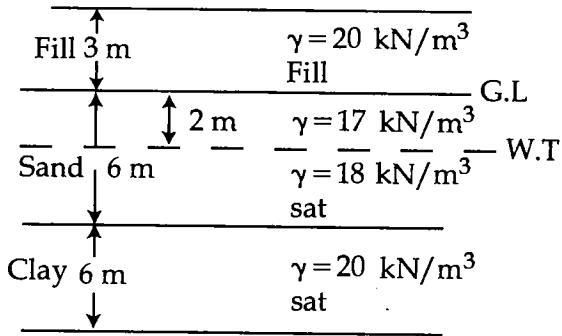 Fill 3 m γ=20 kN/m³
Fill
G.L
2 m γ=17 kN/m³
W.T
Sand 6 m γ=18 kN/m³
sat
Clay 6 m γ=20 kN/m³
sat